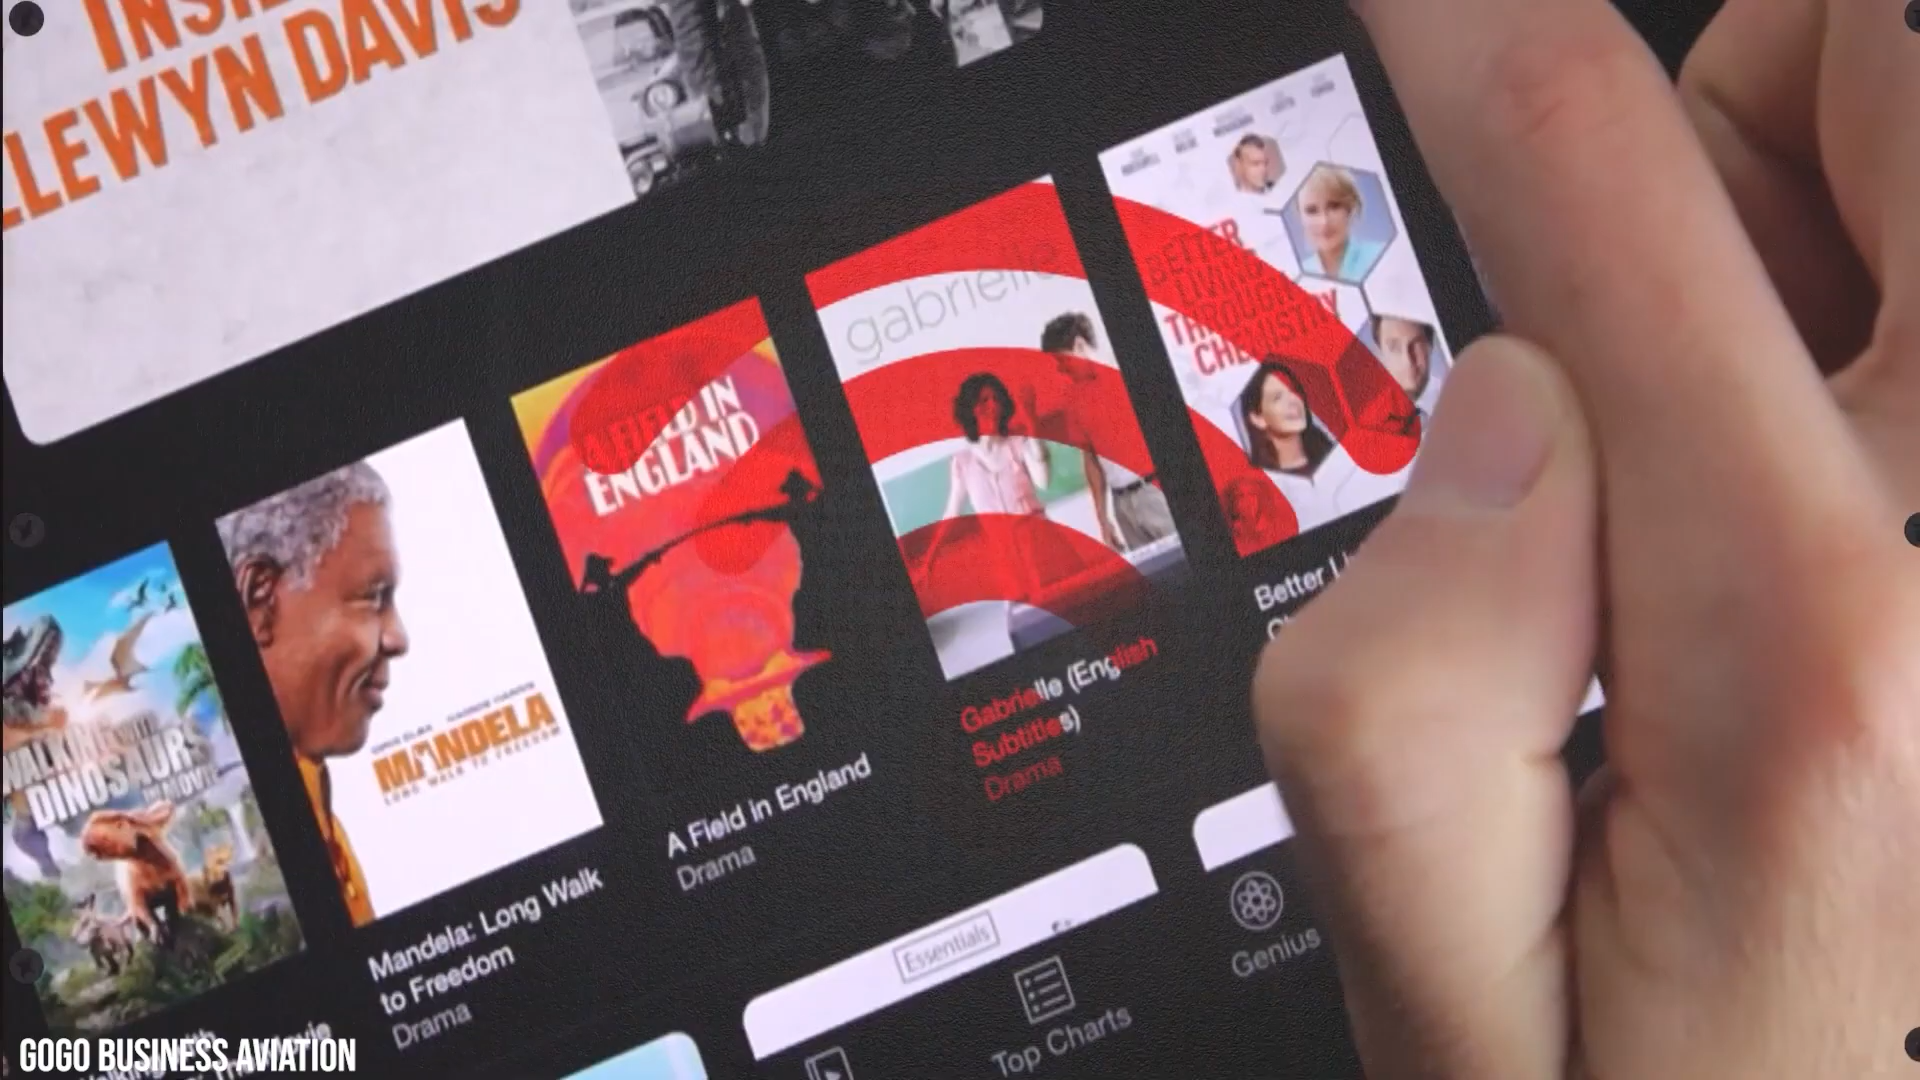 INSIDE
LLEWYN DAVIS
gabrielle
BETTER
LIVING
THROUGH
CHEMISTRY
A FIELD IN
ENGLAND
MANDELA
LONG WALK TO FREEDOM
WALKING WITH
DINOSAURS
Better
Gabrielle (English
Subtitles)
Drama
A Field in England
Drama
Mandela: Long Walk
to Freedom
Drama
Essentials
Genius
Top Charts
GOGO BUSINESS AVIATION